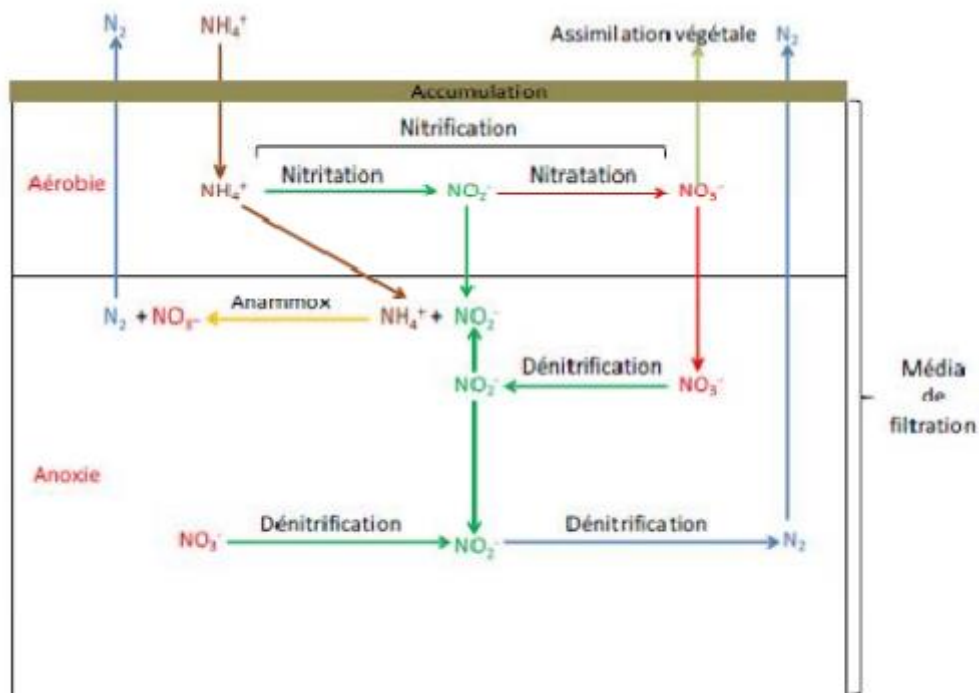 N₂ NH₄⁺ Assimilation végétale N₂
Accumulation
Nitrification
Nitritation Nitratation
Aérobie NH₄⁺ NO₂⁻ NO₃⁻
Anammox
N₂ + NO₃⁻ NH₄⁺ + NO₂⁻
Dénitrification
NO₂⁻ NO₃⁻
Média
de
filtration
Anoxie
Dénitrification Dénitrification
NO₃⁻ NO₂⁻ N₂